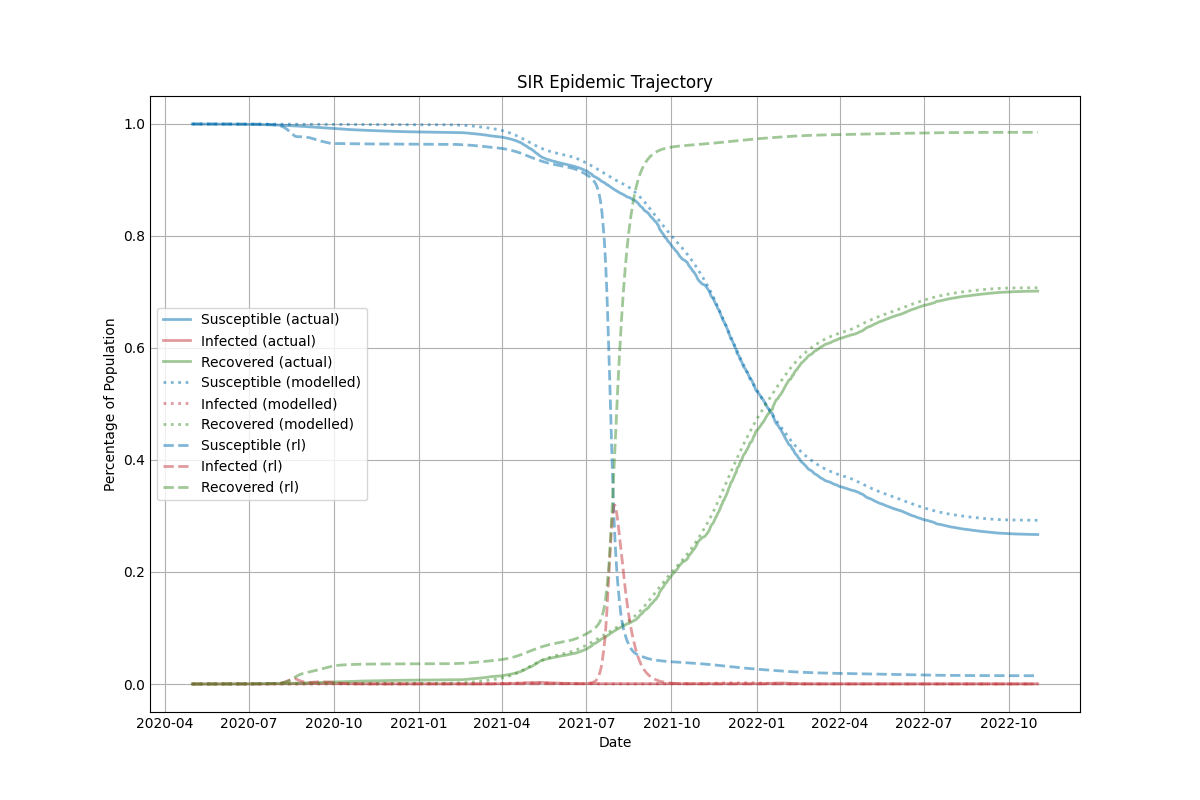 SIR Epidemic Trajectory
Percentage of Population
1.0
0.8
0.6
0.4
0.2
0.0
Susceptible (actual)
Infected (actual)
Recovered (actual)
Susceptible (modelled)
Infected (modelled)
Recovered (modelled)
Susceptible (rl)
Infected (rl)
Recovered (rl)
2020-04 2020-07 2020-10 2021-01 2021-04 2021-07 2021-10 2022-01 2022-04 2022-07 2022-10
Date